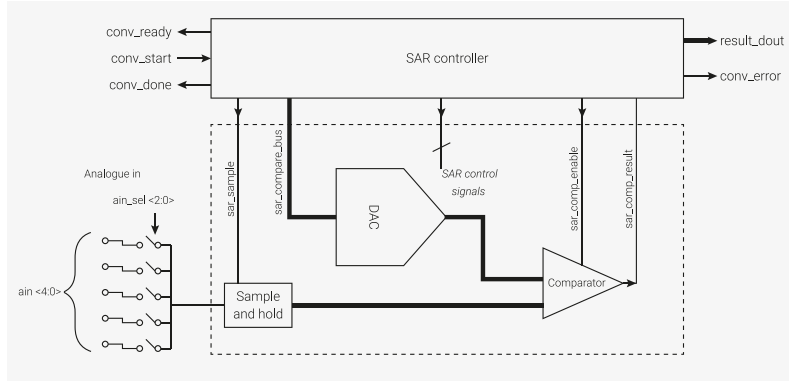 conv_ready
conv_start
conv_done
SAR controller
result_dout
conv_error
sar_sample
sar_compare_bus
SAR control
signals
sar_comp_enable
sar_comp_result
Analogue in
ain_sel <2:0>
DAC
ain <4:0>
Sample
and hold
Comparator